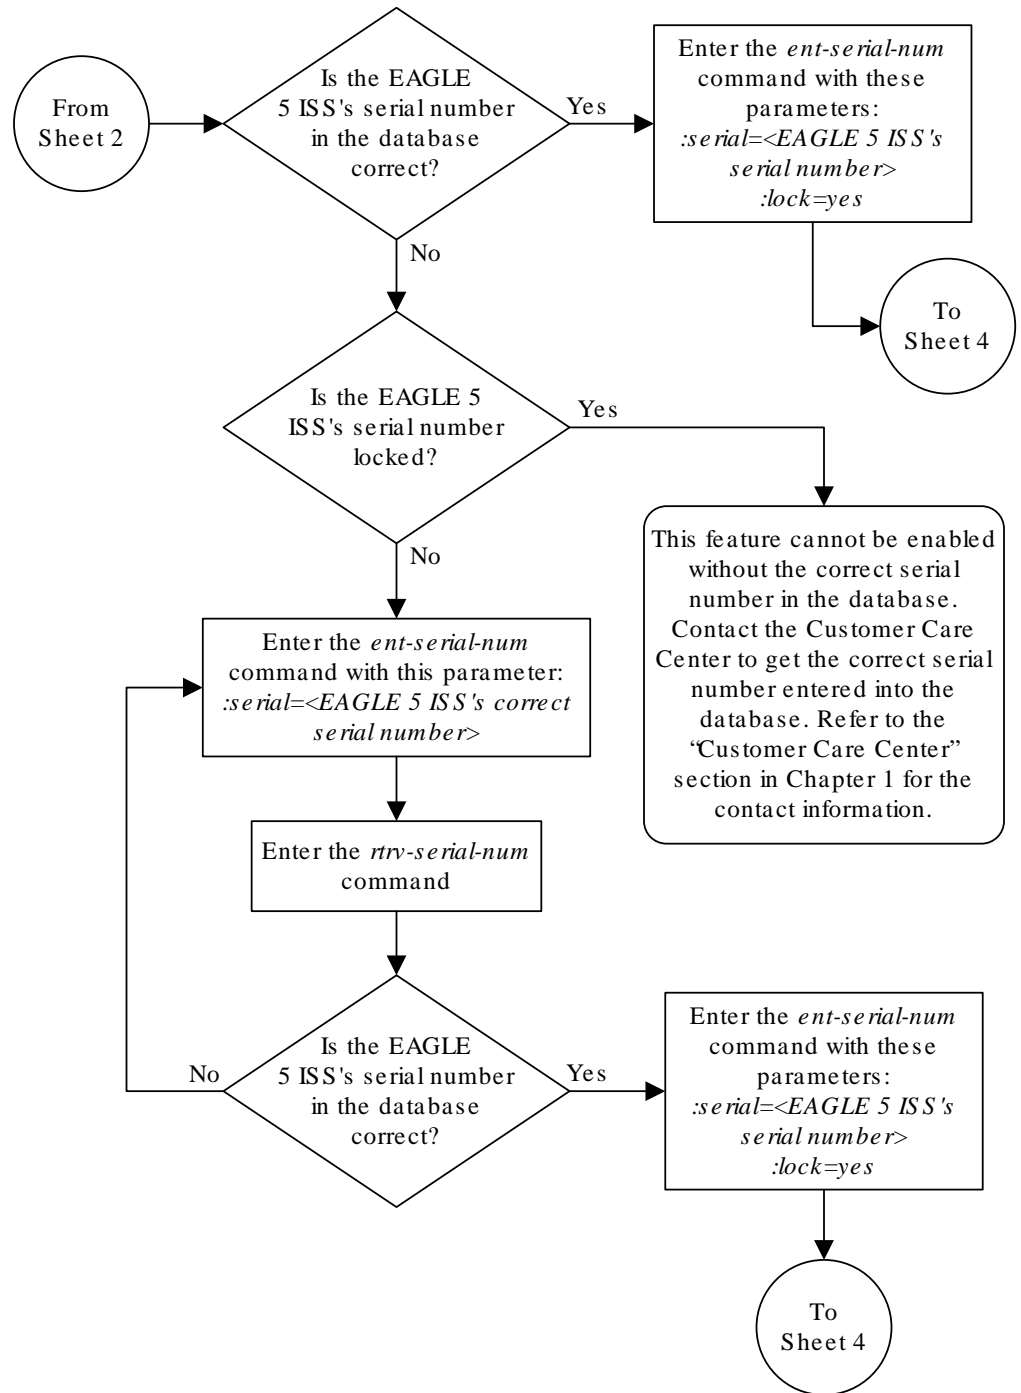 From
Sheet 2
Is the EAGLE
5 ISS's serial number
in the database
correct?
Yes
Enter the ent-serial-num
command with these
parameters:
:serial=<EAGLE 5 ISS's
serial number>
:lock=yes
No
To
Sheet 4
Is the EAGLE 5
ISS's serial number
locked?
Yes
No
This feature cannot be enabled
without the correct serial
number in the database.
Contact the Customer Care
Center to get the correct serial
number entered into the
database. Refer to the
“Customer Care Center”
section in Chapter 1 for the
contact information.
Enter the ent-serial-num
command with this parameter:
:serial=<EAGLE 5 ISS's correct
serial number>
Enter the rtrv-serial-num
command
Is the EAGLE
5 ISS's serial number
in the database
correct?
No
Yes
Enter the ent-serial-num
command with these
parameters:
:serial=<EAGLE 5 ISS's
serial number>
:lock=yes
To
Sheet 4